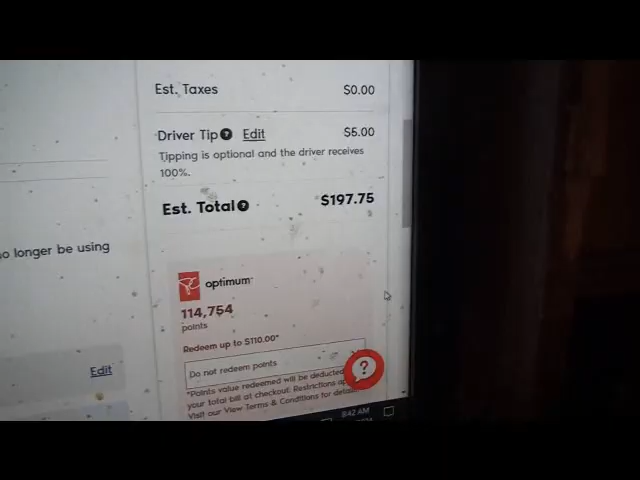 Est. Taxes $0.00
Driver Tip ? Edit $5.00
Tipping is optional and the driver receives
100%.
Est. Total ? $197.75
no longer be using
optimum
114,754
points
Redeem up to $110.00*
Do not redeem points
?
Edit
*Points value redeemed will be deducted
your total bill at checkout. Restrictions
Visit our View Terms & Conditions for
8:42 AM